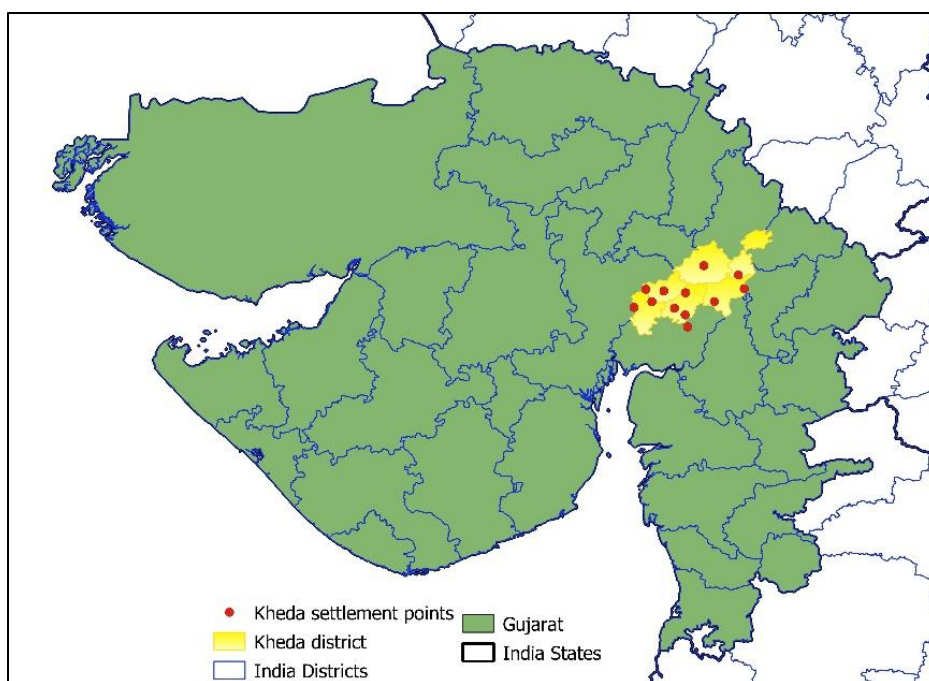 Kheda settlement points
Kheda district
India Districts
Gujarat
India States